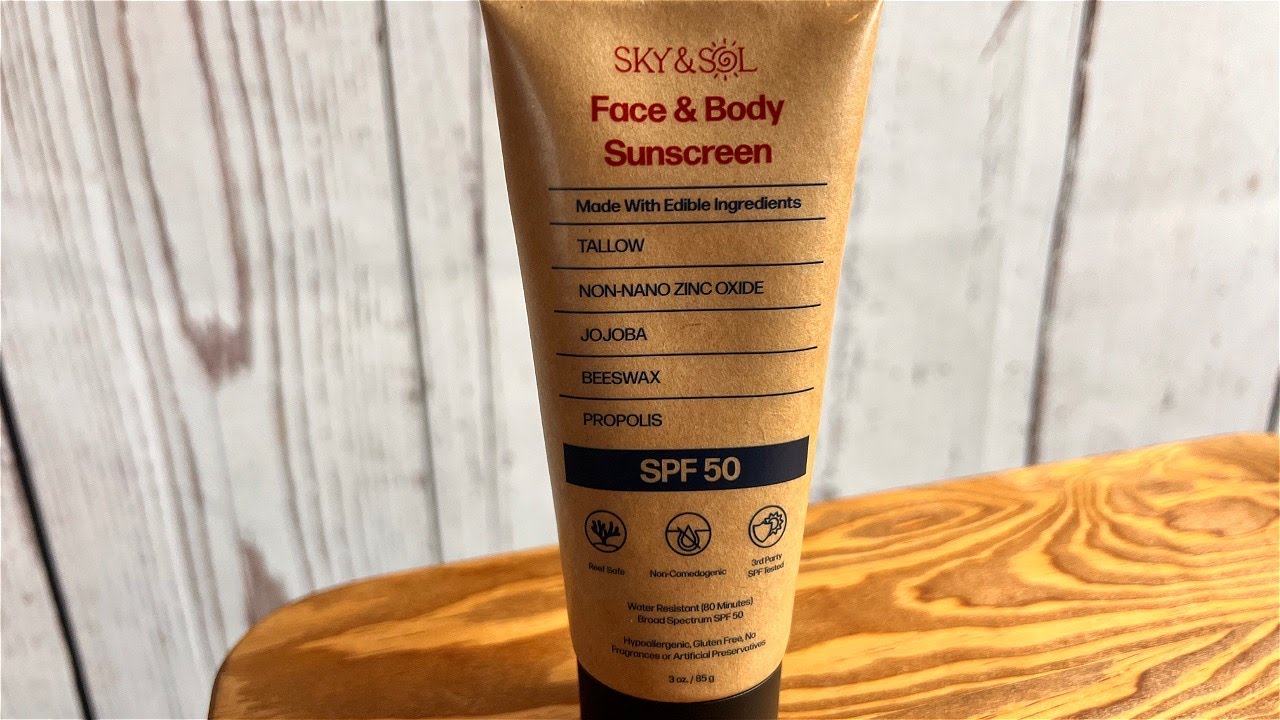 SKY & SOL
Face & Body
Sunscreen
Made With Edible Ingredients
TALLOW
NON-NANO ZINC OXIDE
JOJOBA
BEESWAX
PROPOLIS
SPF 50
Reef Safe
Non-Comedogenic
3rd Party
SPF Tested
Water Resistant (80 Minutes)
Broad Spectrum SPF 50
Hypoallergenic, Gluten Free, No
Fragrances or Artificial Preservatives
3 oz. / 85 g